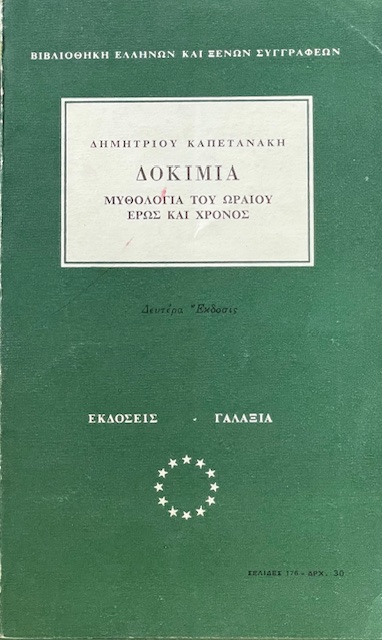 ΒΙΒΛΙΟΘΗΚΗ ΕΛΛΗΝΩΝ ΚΑΙ ΞΕΝΩΝ ΣΥΓΓΡΑΦΕΩΝ
ΔΗΜΗΤΡΙΟΥ ΚΑΠΕΤΑΝΑΚΗ
ΔΟΚΙΜΙΑ
ΜΥΘΟΛΟΓΙΑ ΤΟΥ ΩΡΑΙΟΥ
ΕΡΩΣ ΚΑΙ ΧΡΟΝΟΣ
Δευτέρα Ἔκδοσις
ΕΚΔΟΣΕΙΣ - ΓΑΛΑΞΙΑ
ΣΕΛΙΔΕΣ 176 - ΔΡΧ. 30